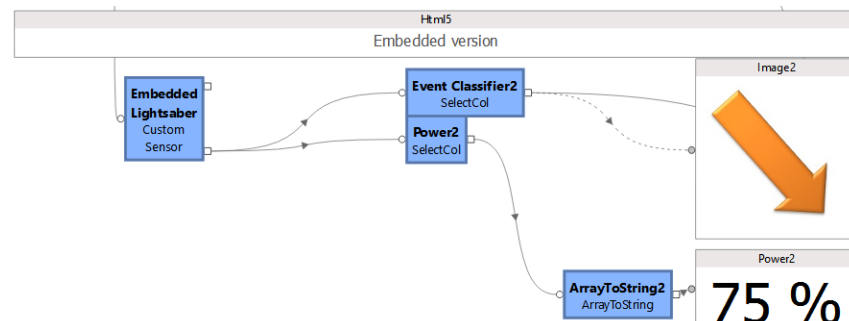 Html5
Embedded version
Image2
Embedded
Lightsaber
Custom
Sensor
Event Classifier2
SelectCol
Power2
SelectCol
Power2
75 %
ArrayToString2
ArrayToString